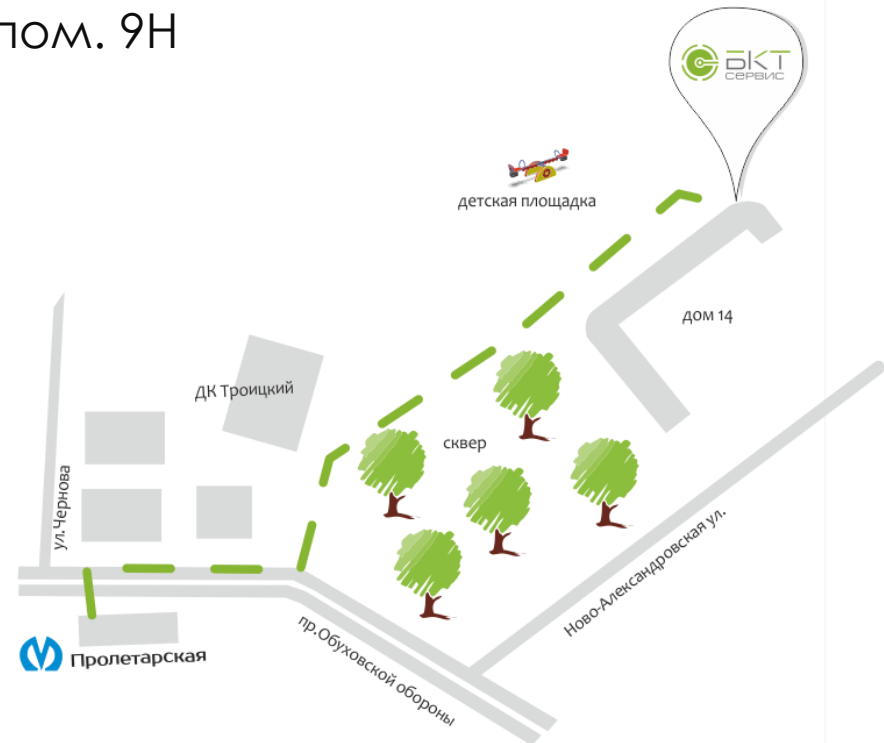 пом. 9Н
БКТ
СЕРВИС
детская площадка
дом 14
ДК Троицкий
сквер
ул.Чернова
Ново-Александровская ул.
пр.Обуховской обороны
Пролетарская